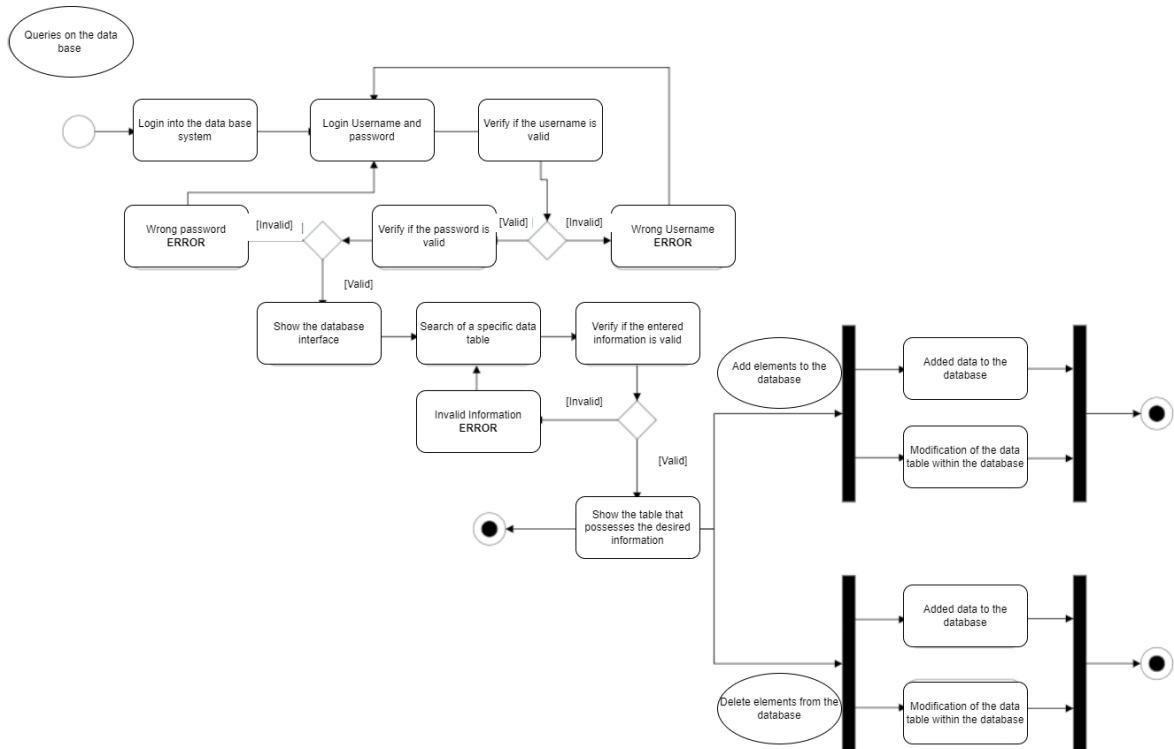 Queries on the data
base
Login into the data base
system
Login Username and
password
Verify if the username is
valid
Wrong password
ERROR
[Invalid]
Verify if the password is
valid
[Valid]
[Invalid]
Wrong Username
ERROR
[Valid]
Show the database
interface
Search of a specific data
table
Verify if the entered
information is valid
Invalid Information
ERROR
[Invalid]
[Valid]
Show the table that
possesses the desired
information
Add elements to the
database
Added data to the
database
Modification of the data
table within the database
Delete elements from the
database
Added data to the
database
Modification of the data
table within the database